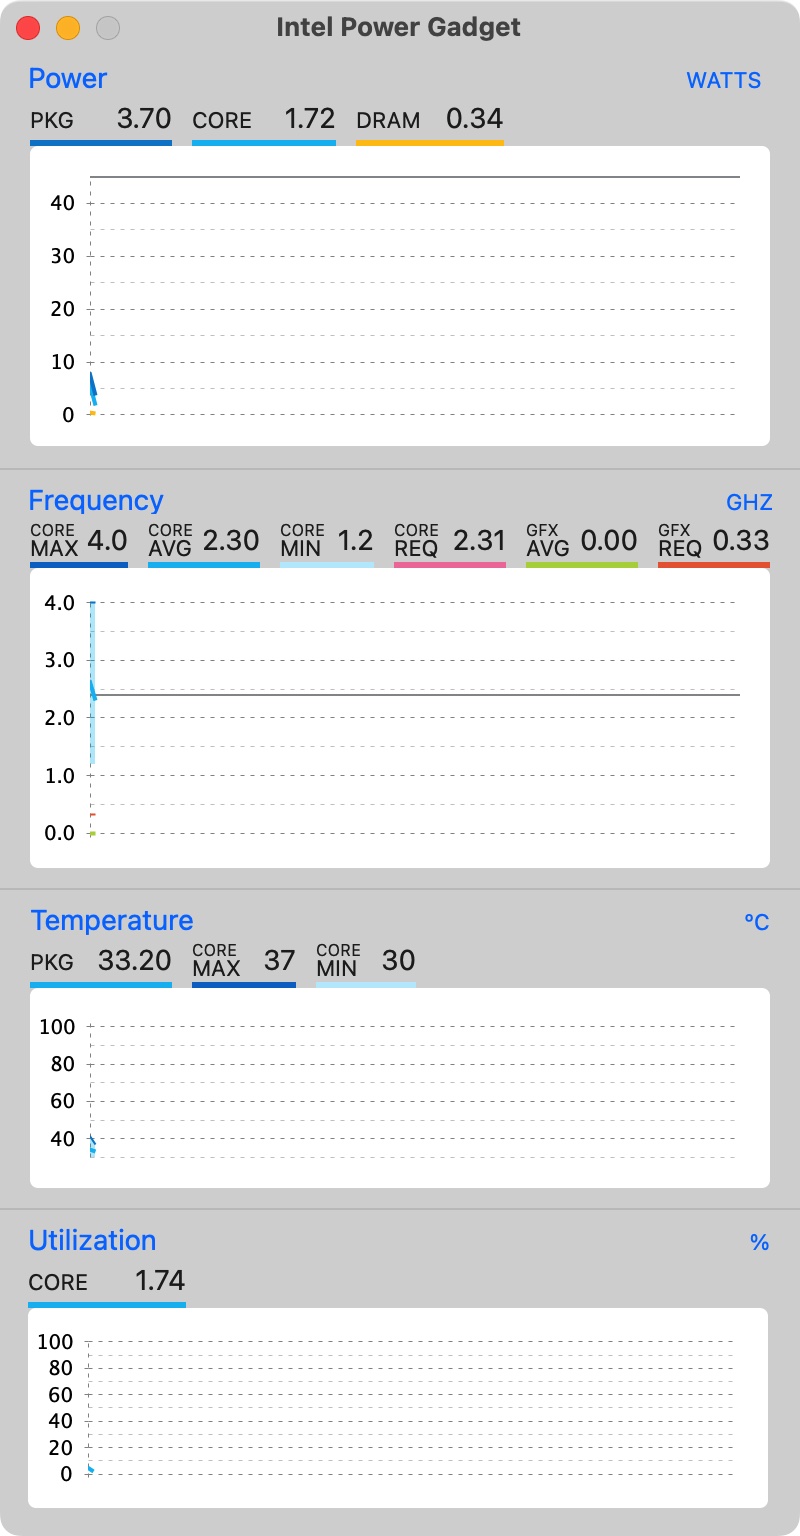 Intel Power Gadget
Power WATTS
PKG 3.70 CORE 1.72 DRAM 0.34
40
30
20
10
0
Frequency GHZ
CORE MAX 4.0 CORE AVG 2.30 CORE MIN 1.2 CORE REQ 2.31 GFX AVG 0.00 GFX REQ 0.33
4.0
3.0
2.0
1.0
0.0
Temperature °C
PKG 33.20 CORE MAX 37 CORE MIN 30
100
80
60
40
Utilization %
CORE 1.74
100
80
60
40
20
0